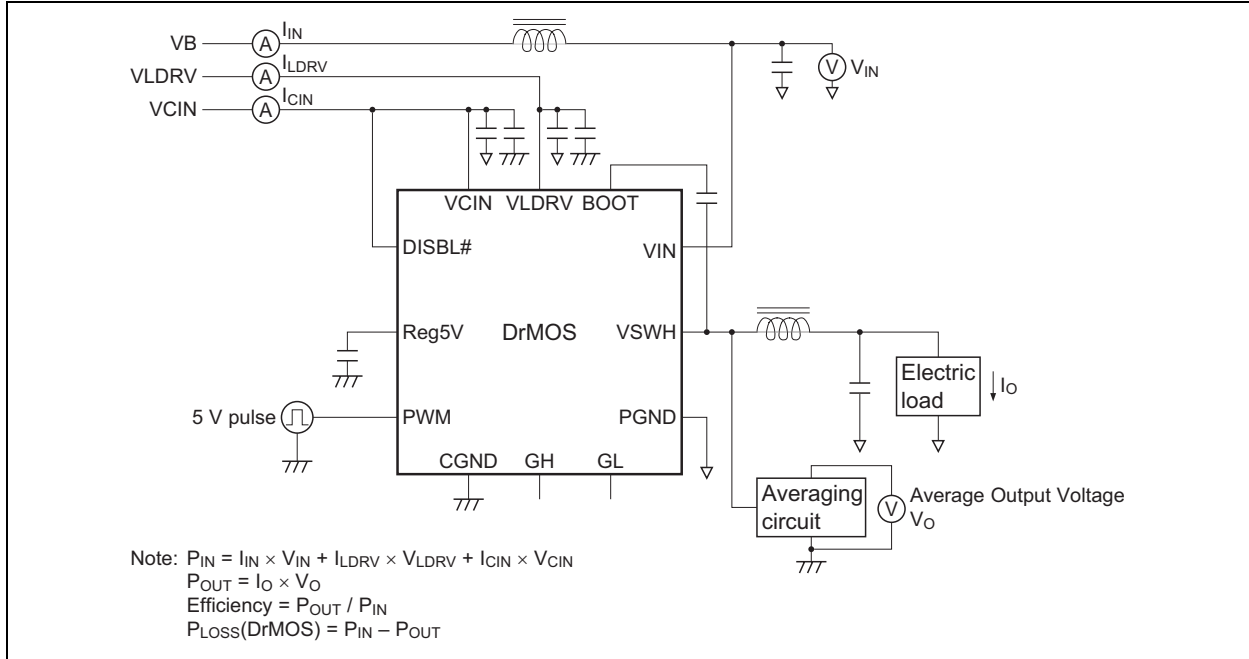 VB
A
I_IN
VLDRV
A
I_LDRV
VCIN
A
I_CIN
V
V_IN
VCIN VLDRV BOOT
DISBL#
VIN
Reg5V
DrMOS
VSWH
Electric
load
I_O
5 V pulse
PWM
PGND
CGND GH GL
Averaging
circuit
V
Average Output Voltage
V_O
Note: P_IN = I_IN × V_IN + I_LDRV × V_LDRV + I_CIN × V_CIN
P_OUT = I_O × V_O
Efficiency = P_OUT / P_IN
P_LOSS(DrMOS) = P_IN – P_OUT